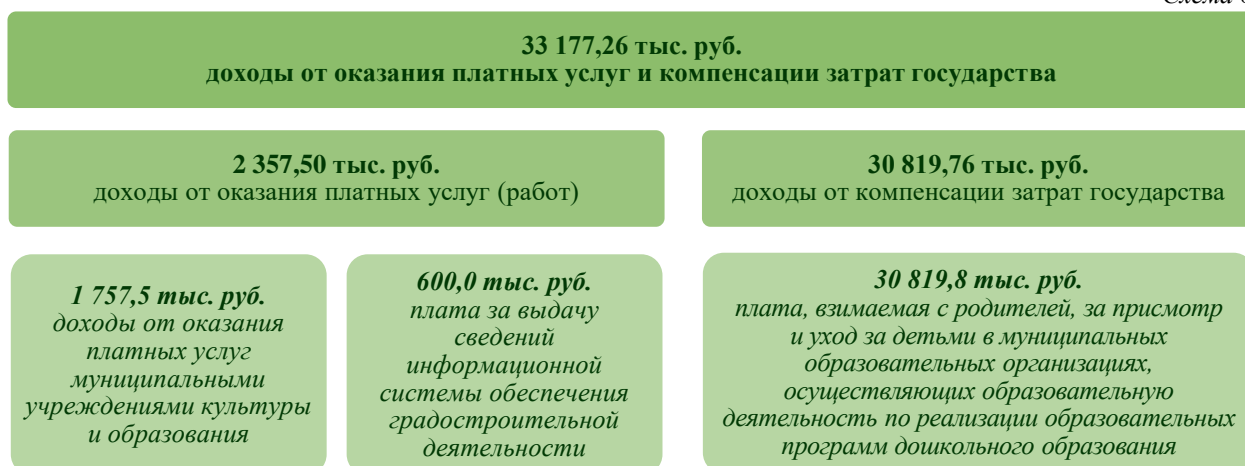 Схема
33 177,26 тыс. руб.
доходы от оказания платных услуг и компенсации затрат государства
2 357,50 тыс. руб.
доходы от оказания платных услуг (работ)
30 819,76 тыс. руб.
доходы от компенсации затрат государства
1 757,5 тыс. руб.
доходы от оказания
платных услуг
муниципальными
учреждениями культуры
и образования
600,0 тыс. руб.
плата за выдачу
сведений
информационной
системы обеспечения
градостроительной
деятельности
30 819,8 тыс. руб.
плата, взимаемая с родителей, за присмотр
и уход за детьми в муниципальных
образовательных организациях,
осуществляющих образовательную
деятельность по реализации образовательных
программ дошкольного образования